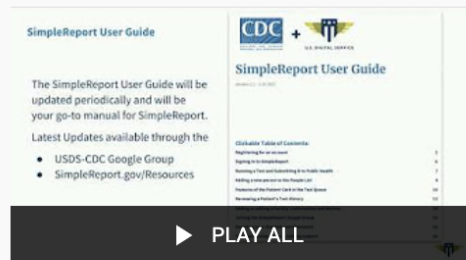 SimpleReport User Guide
The SimpleReport User Guide will be
updated periodically and will be
your go-to manual for SimpleReport.
Latest Updates available through the
● USDS-CDC Google Group
● SimpleReport.gov/Resources
CDC
+
U.S. DIGITAL SERVICE
SimpleReport User Guide
Clickable Table of Contents:
Registering for an account
Signing in to SimpleReport
Running a Test and Submitting It to Public Health
Adding a new person to the People List
Features of the Patient Card in the Test Queue
Reviewing a Patient's Test History
PLAY ALL